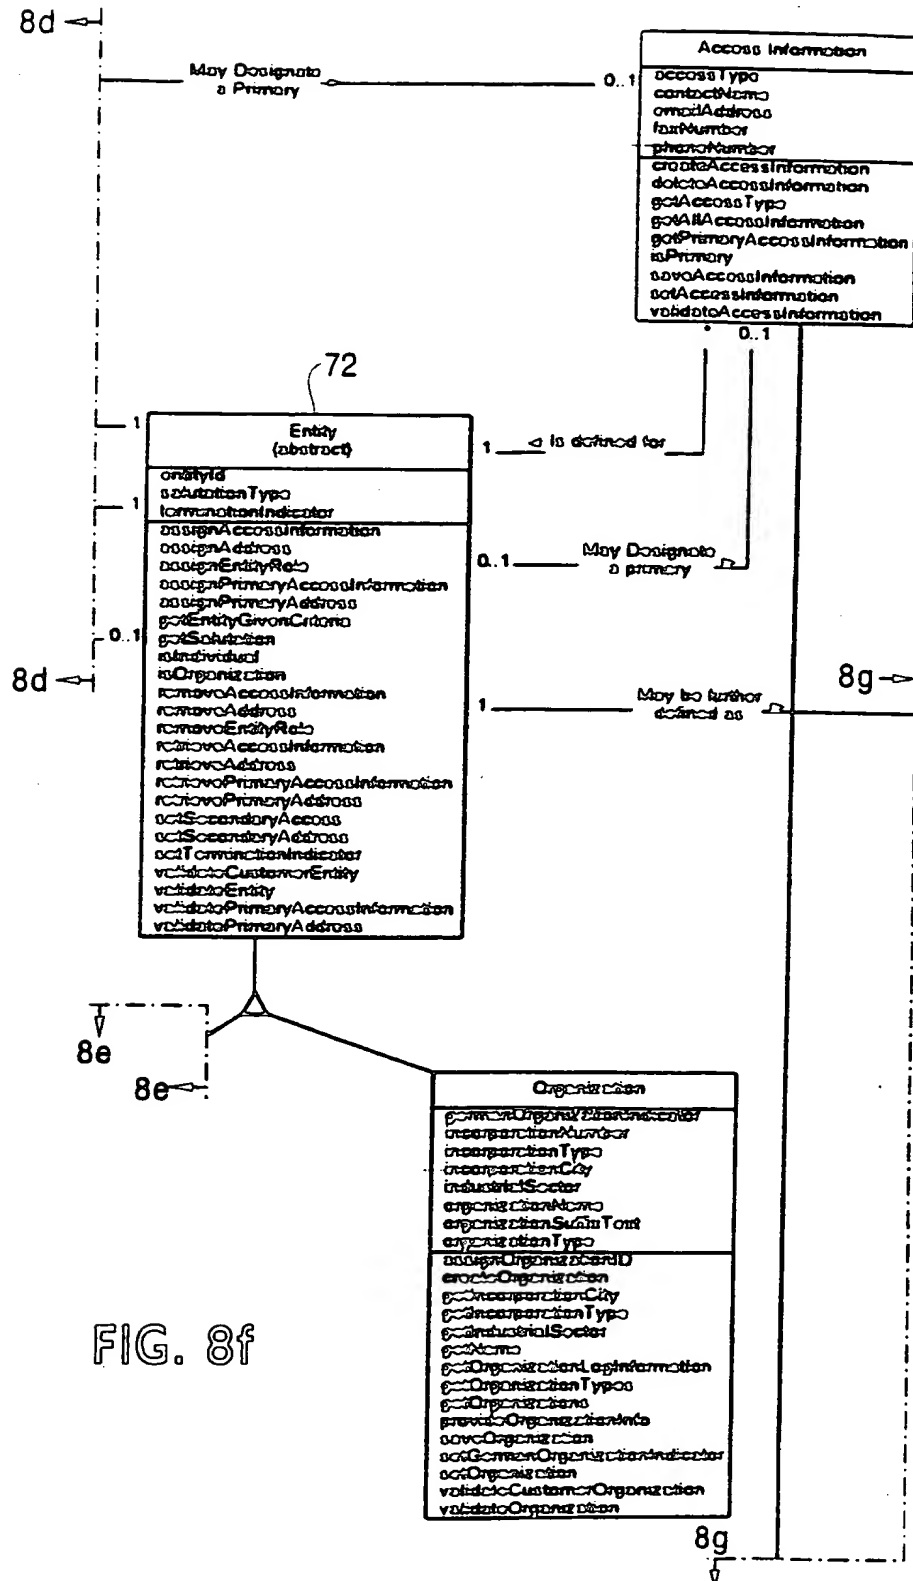 8d
May Designate
a Primary
0..1
Access Information
accessType
contactName
emailAddress
faxNumber
phoneNumber
createAccessInformation
deleteAccessInformation
getAccessType
getAllAccessInformation
getPrimaryAccessInformation
isPrimary
saveAccessInformation
setAccessInformation
validateAccessInformation
*
0..1
72
1
Entity
(abstract)
1
Is defined for
entityId
salutationType
terminationIndicator
1
assignAccessInformation
assignAddress
assignEntityRole
assignPrimaryAccessInformation
assignPrimaryAddress
getEntityGivenCriteria
getSalutation
isIndividual
isOrganization
removeAccessInformation
removeAddress
removeEntityRole
retrieveAccessInformation
retrieveAddress
retrievePrimaryAccessInformation
retrievePrimaryAddress
setSecondaryAccess
setSecondaryAddress
setTerminationIndicator
validateCustomerEntity
validateEntity
validatePrimaryAccessInformation
validatePrimaryAddress
0..1
May Designate
a primary
0..1
8d
8g
1
May be further
defined as
8e
8e
Organization
germanOrganizationIndicator
incorporationNumber
incorporationType
incorporationCity
industrialSector
organizationName
organizationSuffixText
organizationType
assignOrganizationID
createOrganization
getIncorporationCity
getIncorporationType
getIndustrialSector
getName
getOrganizationLegInformation
getOrganizationTypes
getOrganizations
provideOrganizationInfo
saveOrganization
setGermanOrganizationIndicator
setOrganization
validateCustomerOrganization
validateOrganization
FIG. 8f
8g